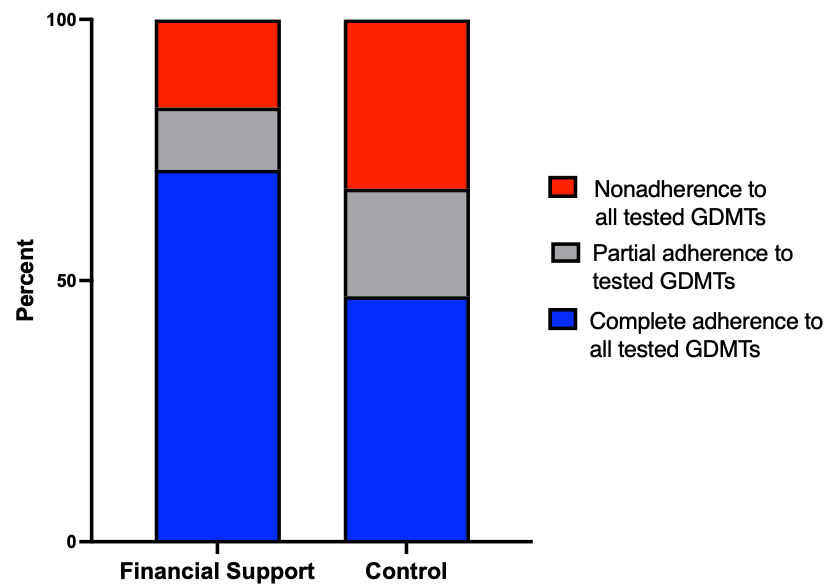 100
50
0
Percent
Financial Support
Control
Nonadherence to
all tested GDMTs
Partial adherence to
tested GDMTs
Complete adherence to
all tested GDMTs